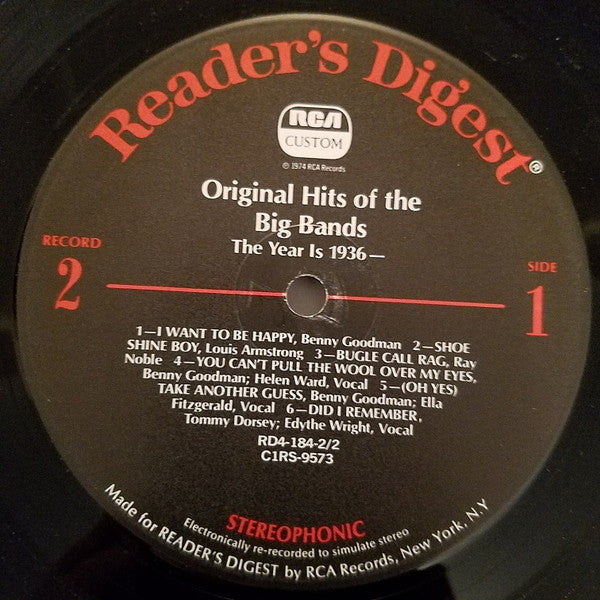 Reader's Digest®
RCA
CUSTOM
℗ 1974 RCA Records
Original Hits of the
Big Bands
The Year Is 1936—
RECORD
2
SIDE
1
1—I WANT TO BE HAPPY, Benny Goodman 2—SHOE
SHINE BOY, Louis Armstrong 3—BUGLE CALL RAG, Ray
Noble 4—YOU CAN'T PULL THE WOOL OVER MY EYES,
Benny Goodman; Helen Ward, Vocal 5—(OH YES)
TAKE ANOTHER GUESS, Benny Goodman; Ella
Fitzgerald, Vocal 6—DID I REMEMBER,
Tommy Dorsey; Edythe Wright, Vocal
RD4-184-2/2
C1RS-9573
STEREOPHONIC
Electronically re-recorded to simulate stereo
Made for READER'S DIGEST by RCA Records, New York, N.Y.